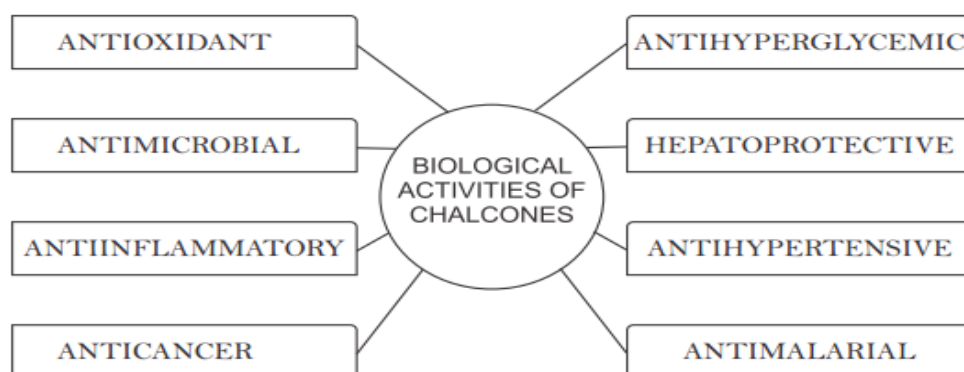 ANTIOXIDANT
ANTIHYPERGLYCEMIC
ANTIMICROBIAL
HEPATOPROTECTIVE
BIOLOGICAL
ACTIVITIES OF
CHALCONES
ANTIINFLAMMATORY
ANTIHYPERTENSIVE
ANTICANCER
ANTIMALARIAL